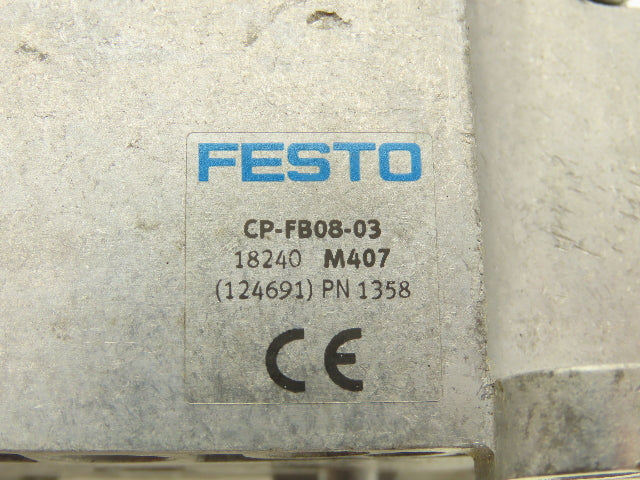 FESTO
CP-FB08-03
18240 M407
(124691) PN 1358
CE